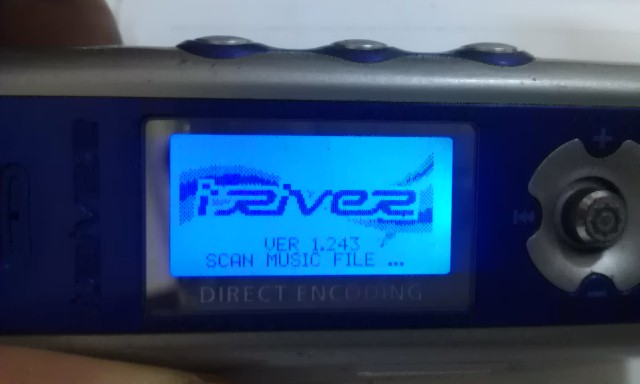 iRiver
VER 1.243
SCAN MUSIC FILE ...
DIRECT ENCODING